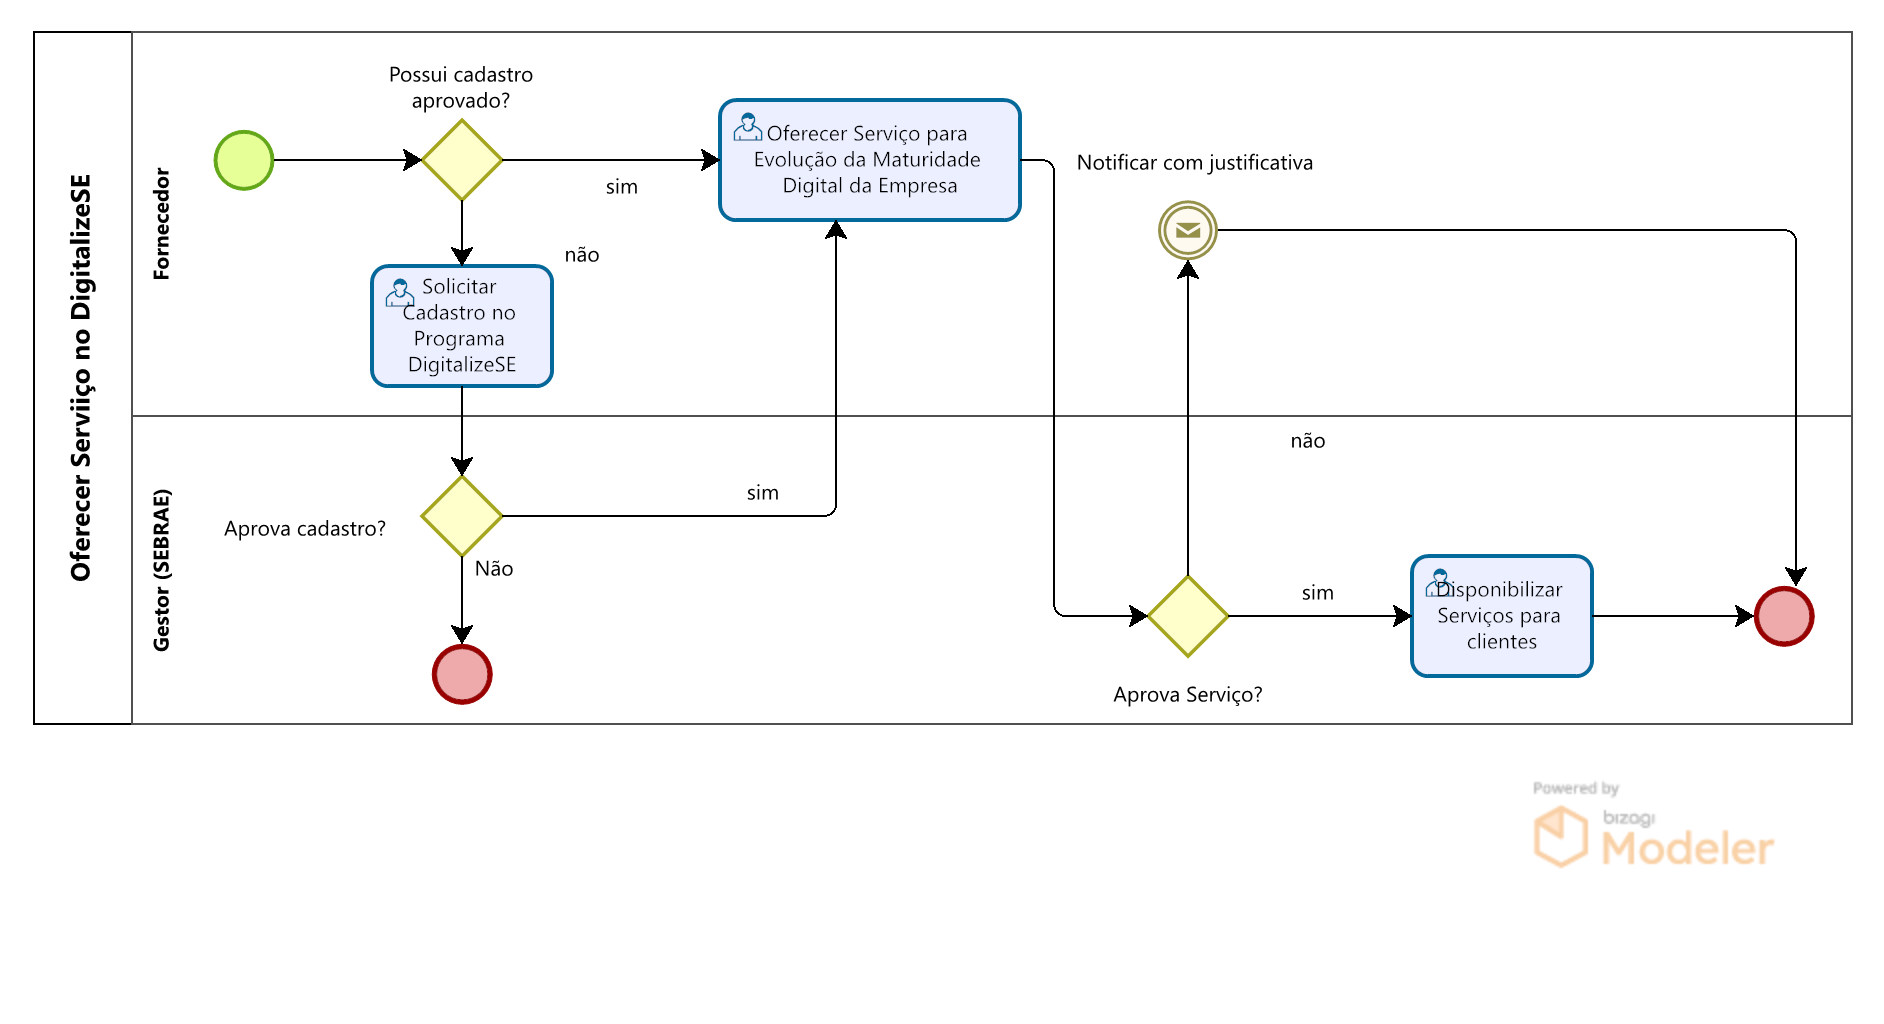 Oferecer Serviiço no DigitalizeSE
Fornecedor
Possui cadastro
aprovado?
sim
não
Oferecer Serviço para
Evolução da Maturidade
Digital da Empresa
Notificar com justificativa
Solicitar
Cadastro no
Programa
DigitalizeSE
Gestor (SEBRAE)
Aprova cadastro?
sim
Não
não
sim
Aprova Serviço?
Disponibilizar
Serviços para
clientes
Powered by
bizagi
Modeler